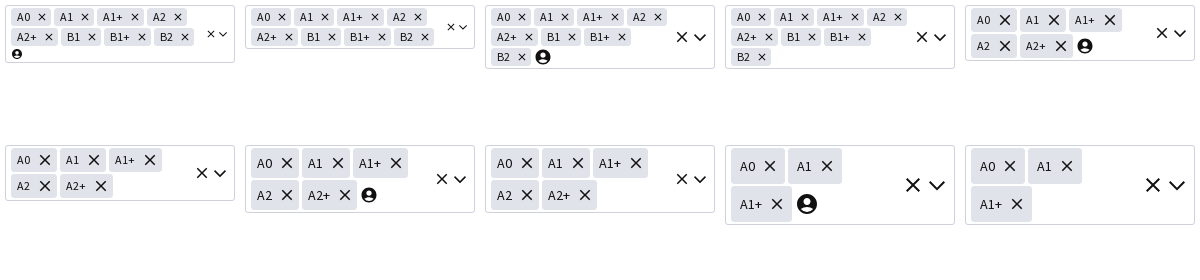 A0 A1 A1+ A2
A2+ B1 B1+ B2
A0 A1 A1+ A2
A2+ B1 B1+ B2
A0 A1 A1+ A2
A2+ B1 B1+
B2
A0 A1 A1+ A2
A2+ B1 B1+
B2
A0 A1 A1+
A2 A2+
A0 A1 A1+
A2 A2+
A0 A1 A1+
A2 A2+
A0 A1 A1+
A2 A2+
A0 A1
A1+
A0 A1
A1+